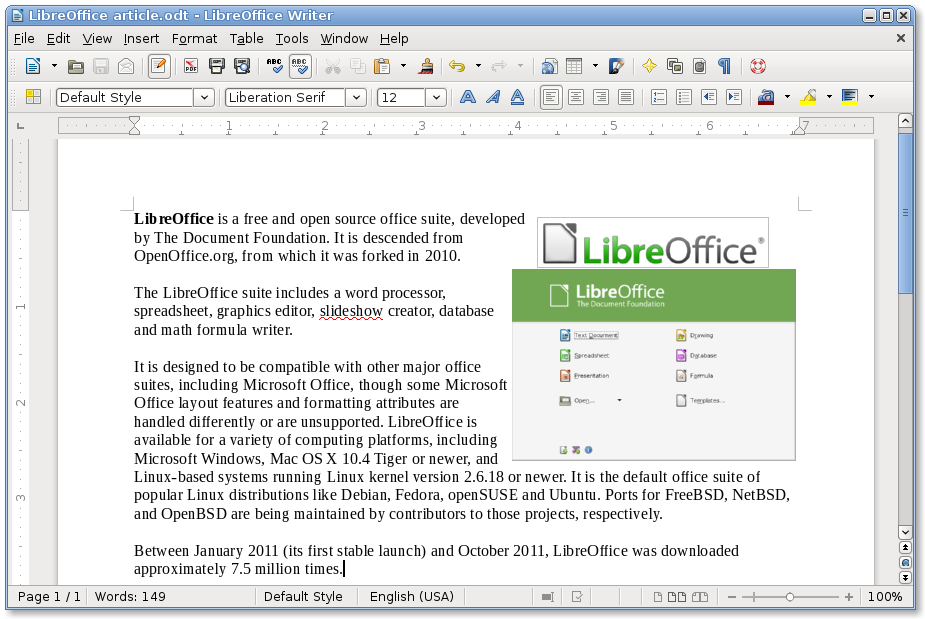 LibreOffice article.odt - LibreOffice Writer
File Edit View Insert Format Table Tools Window Help
Default Style Liberation Serif 12
1 2 3 4 5 6 7
LibreOffice is a free and open source office suite, developed
by The Document Foundation. It is descended from
OpenOffice.org, from which it was forked in 2010.
LibreOffice®
LibreOffice
The Document Foundation
Text Document Drawing
Spreadsheet Database
Presentation Formula
Open... Templates...
The LibreOffice suite includes a word processor,
spreadsheet, graphics editor, slideshow creator, database
and math formula writer.
It is designed to be compatible with other major office
suites, including Microsoft Office, though some Microsoft
Office layout features and formatting attributes are
handled differently or are unsupported. LibreOffice is
available for a variety of computing platforms, including
Microsoft Windows, Mac OS X 10.4 Tiger or newer, and
Linux-based systems running Linux kernel version 2.6.18 or newer. It is the default office suite of
popular Linux distributions like Debian, Fedora, openSUSE and Ubuntu. Ports for FreeBSD, NetBSD,
and OpenBSD are being maintained by contributors to those projects, respectively.
Between January 2011 (its first stable launch) and October 2011, LibreOffice was downloaded
approximately 7.5 million times.
1
2
3
Page 1 / 1 Words: 149 Default Style English (USA) 100%